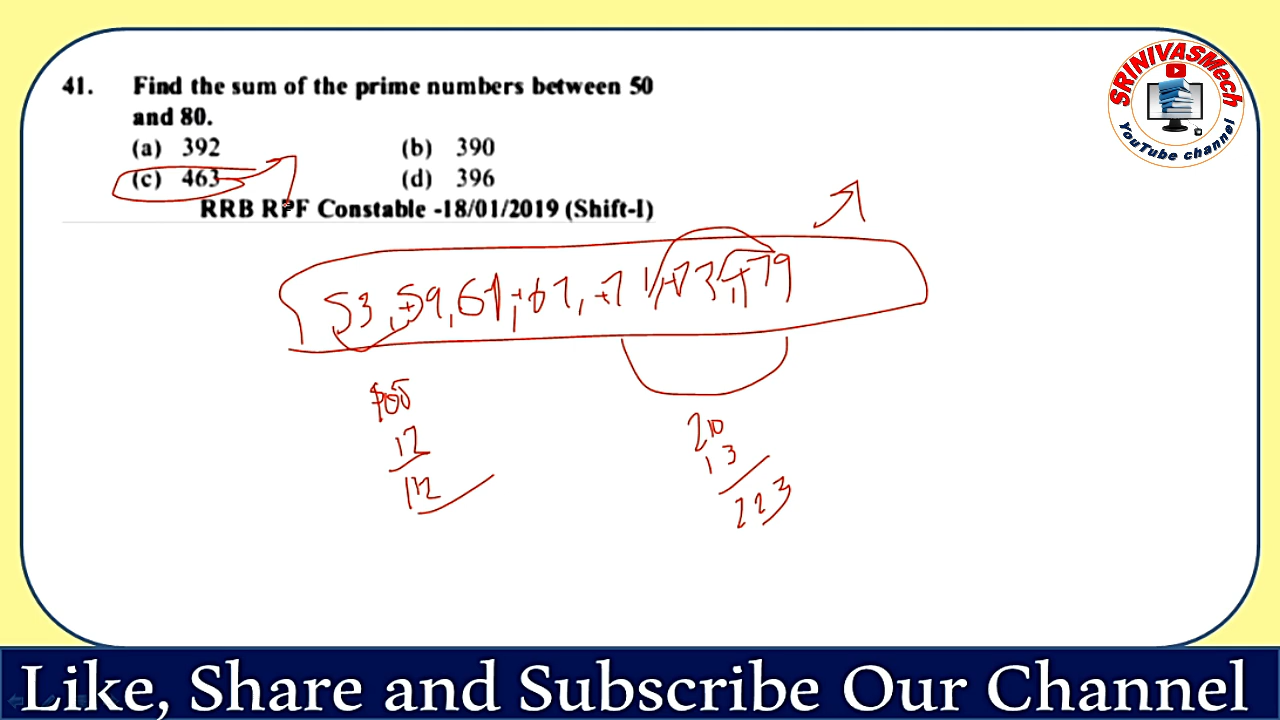 SRINIVASMech
YouTube channel
41. Find the sum of the prime numbers between 50
and 80.
(a) 392 (b) 390
(c) 463 (d) 396
RRB RPF Constable -18/01/2019 (Shift-I)
53, +59, 61, +67, +71, +73, +79
100
12
112
210
13
223
Like, Share and Subscribe Our Channel